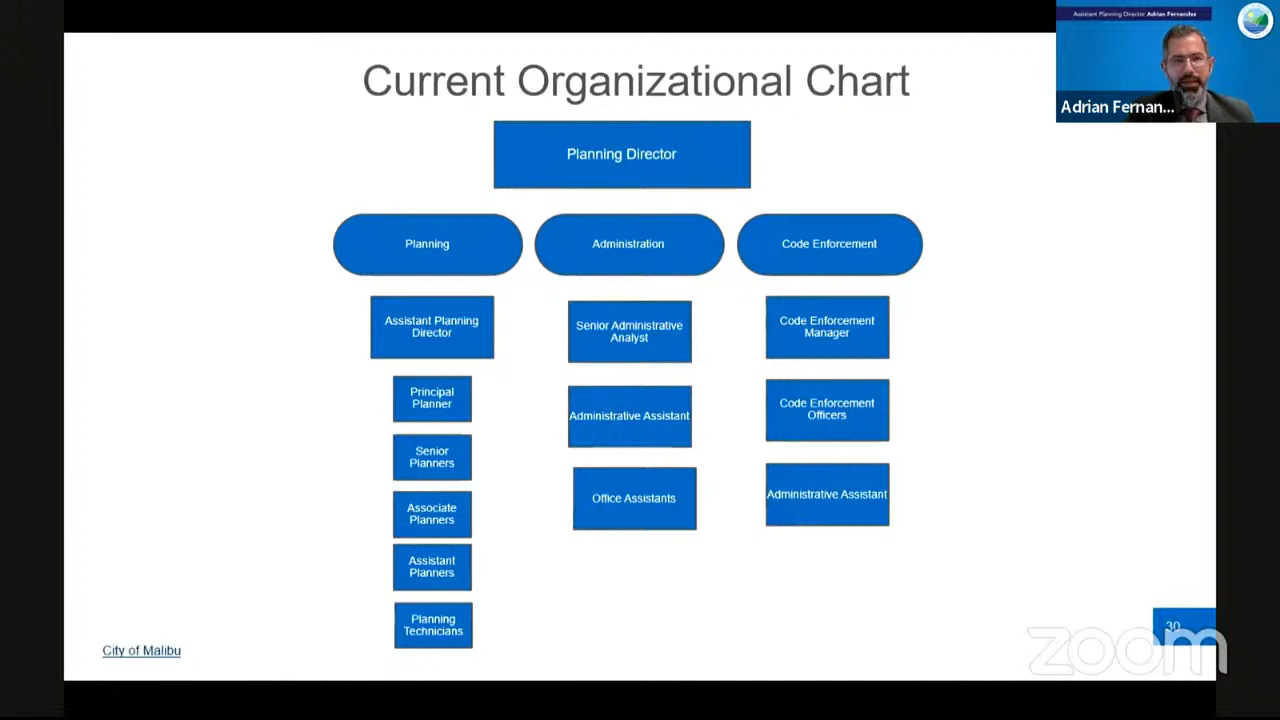 Assistant Planning Director Adrian Fernandez
Adrian Fernan...
Current Organizational Chart
Planning Director
Planning
Administration
Code Enforcement
Assistant Planning
Director
Principal
Planner
Senior
Planners
Associate
Planners
Assistant
Planners
Planning
Technicians
Senior Administrative
Analyst
Administrative Assistant
Office Assistants
Code Enforcement
Manager
Code Enforcement
Officers
Administrative Assistant
City of Malibu
30
zoom